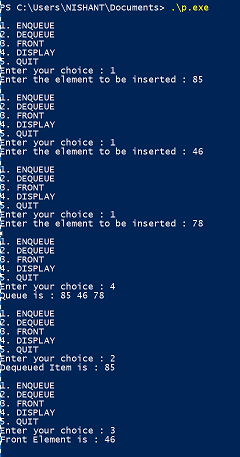 PS C:\Users\NISHANT\Documents> .\p.exe
1. ENQUEUE
2. DEQUEUE
3. FRONT
4. DISPLAY
5. QUIT
Enter your choice : 1
Enter the element to be inserted : 85
1. ENQUEUE
2. DEQUEUE
3. FRONT
4. DISPLAY
5. QUIT
Enter your choice : 1
Enter the element to be inserted : 46
1. ENQUEUE
2. DEQUEUE
3. FRONT
4. DISPLAY
5. QUIT
Enter your choice : 1
Enter the element to be inserted : 78
1. ENQUEUE
2. DEQUEUE
3. FRONT
4. DISPLAY
5. QUIT
Enter your choice : 4
Queue is : 85 46 78
1. ENQUEUE
2. DEQUEUE
3. FRONT
4. DISPLAY
5. QUIT
Enter your choice : 2
Dequeued Item is : 85
1. ENQUEUE
2. DEQUEUE
3. FRONT
4. DISPLAY
5. QUIT
Enter your choice : 3
Front Element is : 46